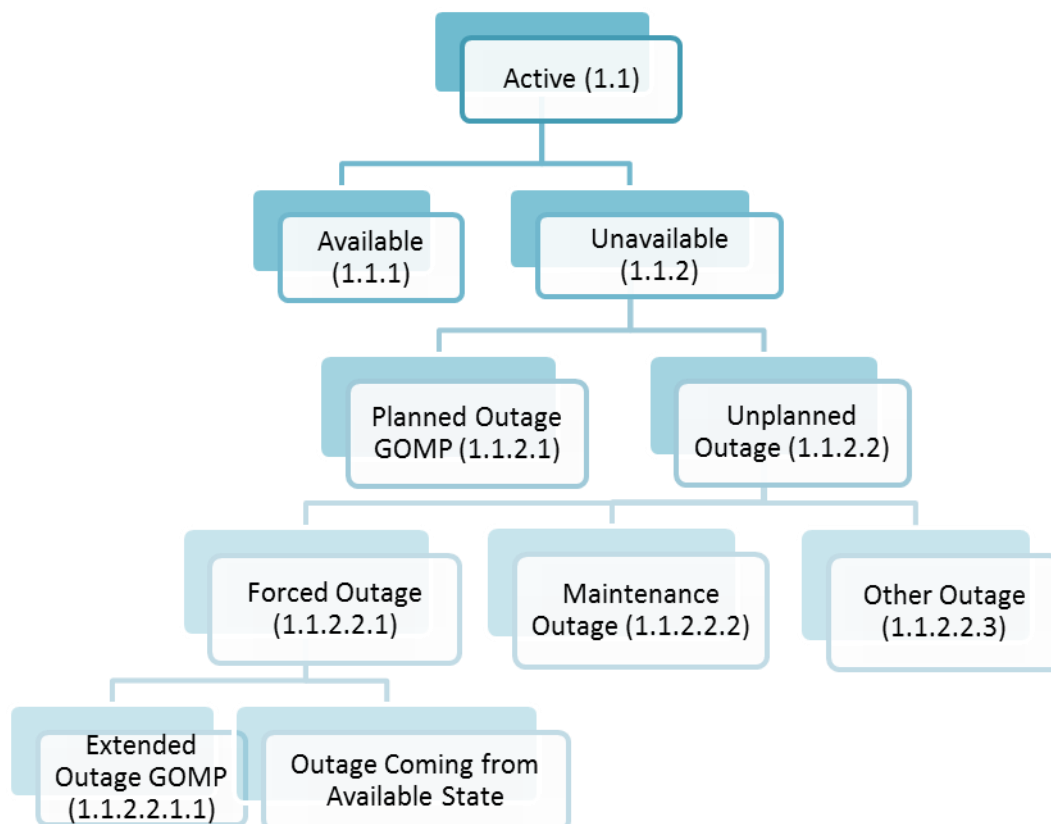 Active (1.1)
Available
(1.1.1)
Unavailable
(1.1.2)
Planned Outage
GOMP (1.1.2.1)
Unplanned
Outage (1.1.2.2)
Forced Outage
(1.1.2.2.1)
Maintenance
Outage (1.1.2.2.2)
Other Outage
(1.1.2.2.3)
Extended
Outage GOMP
(1.1.2.2.1.1)
Outage Coming from
Available State